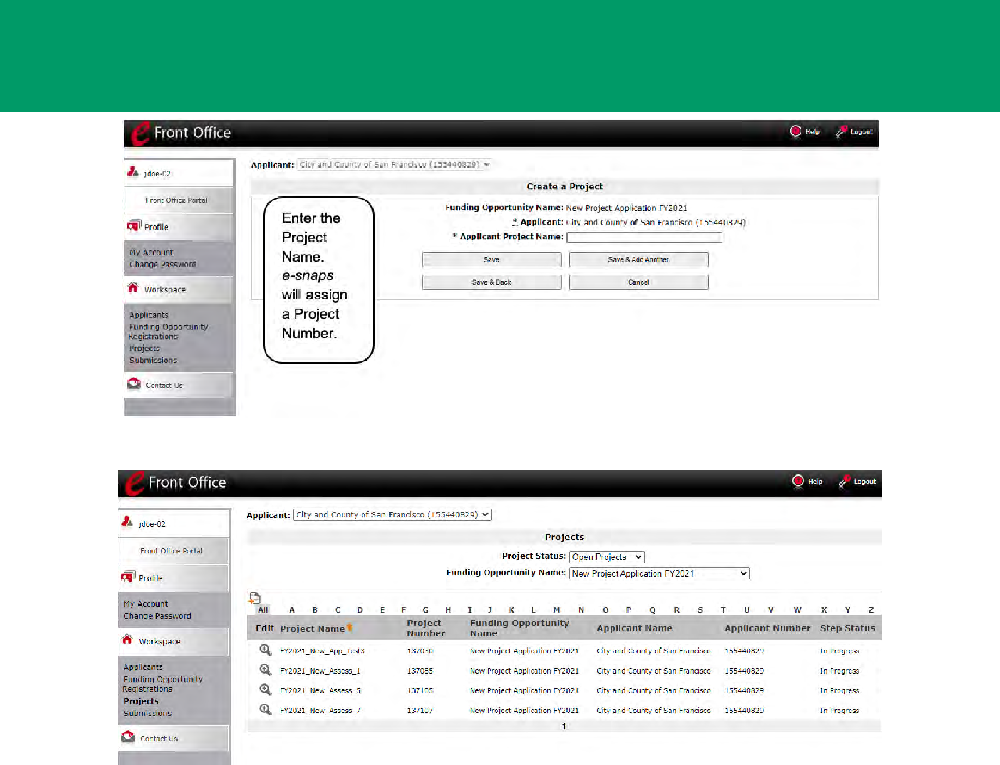 Front Office
Help
Logout
jdoe-02
Front Office Portal
Profile
My Account
Change Password
Workspace
Applicants
Funding Opportunity
Registrations
Projects
Submissions
Contact Us
Applicant: City and County of San Francisco (155440829)
Create a Project
Funding Opportunity Name: New Project Application FY2021
* Applicant: City and County of San Francisco (155440829)
* Applicant Project Name:
Save
Save & Add Another
Save & Back
Cancel
Enter the
Project
Name.
e-snaps
will assign
a Project
Number.
Front Office
Help
Logout
jdoe-02
Front Office Portal
Profile
My Account
Change Password
Workspace
Applicants
Funding Opportunity
Registrations
Projects
Submissions
Contact Us
Applicant: City and County of San Francisco (155440829)
Projects
Project Status: Open Projects
Funding Opportunity Name: New Project Application FY2021
All A B C D E F G H I J K L M N O P Q R S T U V W X Y Z
Edit Project Name Project Number Funding Opportunity Name Applicant Name Applicant Number Step Status
FY2021_New_App_Test3 137030 New Project Application FY2021 City and County of San Francisco 155440829 In Progress
FY2021_New_Assess_1 137085 New Project Application FY2021 City and County of San Francisco 155440829 In Progress
FY2021_New_Assess_5 137105 New Project Application FY2021 City and County of San Francisco 155440829 In Progress
FY2021_New_Assess_7 137107 New Project Application FY2021 City and County of San Francisco 155440829 In Progress
1